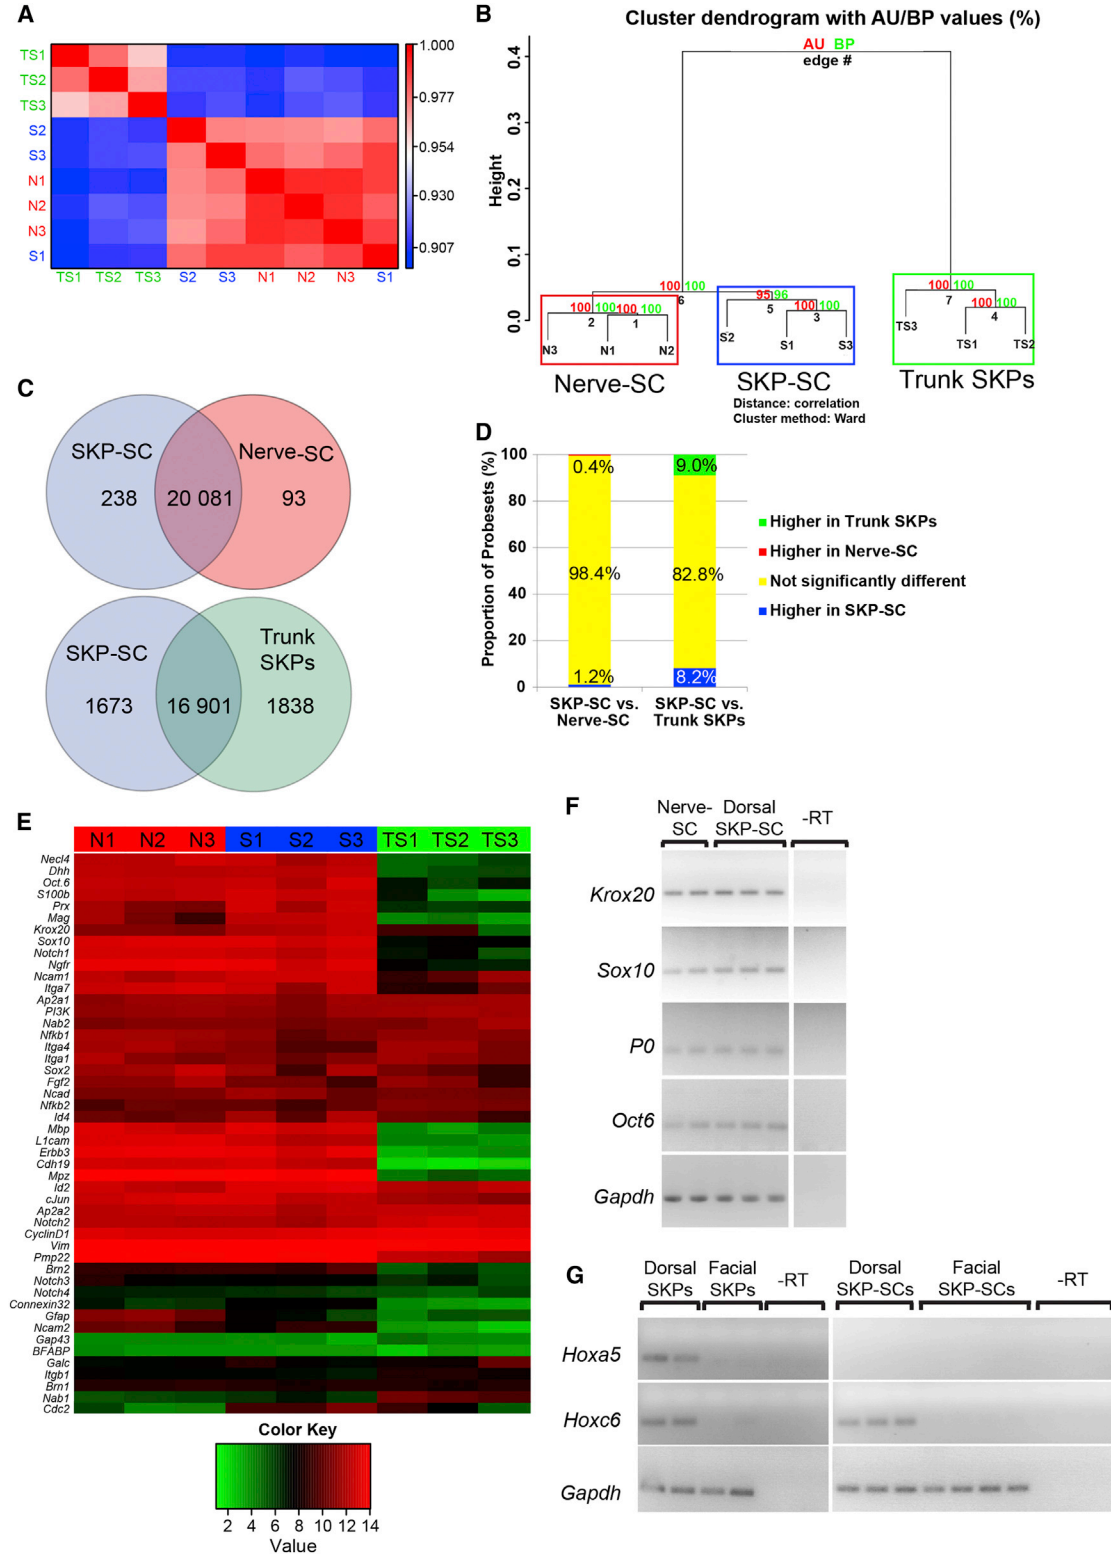 A
TS1
TS2
TS3
S2
S3
N1
N2
N3
S1
TS1 TS2 TS3 S2 S3 N1 N2 N3 S1
1.000
0.977
0.954
0.930
0.907
B
Cluster dendrogram with AU/BP values (%)
AU BP
edge #
Height
0.4
0.3
0.2
0.1
0.0
100 100
6
100 100
2
100 100
1
95 96
5
100 100
3
100 100
7
100 100
4
N3 N1 N2
S2 S1 S3
TS3 TS1 TS2
Nerve-SC
SKP-SC
Trunk SKPs
Distance: correlation
Cluster method: Ward
C
SKP-SC
Nerve-SC
238
20 081
93
SKP-SC
Trunk
SKPs
1673
16 901
1838
D
Proportion of Probesets (%)
100
80
60
40
20
0
0.4%
98.4%
1.2%
9.0%
82.8%
8.2%
SKP-SC vs.
Nerve-SC
SKP-SC vs.
Trunk SKPs
Higher in Trunk SKPs
Higher in Nerve-SC
Not significantly different
Higher in SKP-SC
E
N1 N2 N3 S1 S2 S3 TS1 TS2 TS3
Necl4
Dhh
Oct.6
S100b
Prx
Mag
Krox20
Sox10
Notch1
Ngfr
Ncam1
Itga7
Ap2a1
PI3K
Nab2
Nfkb1
Itga4
Itga1
Sox2
Fgf2
Ncad
Nfkb2
Id4
Mbp
L1cam
Erbb3
Cdh19
Mpz
Id2
cJun
Ap2a2
Notch2
CyclinD1
Vim
Pmp22
Brn2
Notch3
Notch4
Connexin32
Gfap
Ncam2
Gap43
BFABP
Galc
Itgb1
Brn1
Nab1
Cdc2
Color Key
2 4 6 8 10 12 14
Value
F
Nerve-
SC
Dorsal
SKP-SC
-RT
Krox20
Sox10
P0
Oct6
Gapdh
G
Dorsal
SKPs
Facial
SKPs
-RT
Dorsal
SKP-SCs
Facial
SKP-SCs
-RT
Hoxa5
Hoxc6
Gapdh